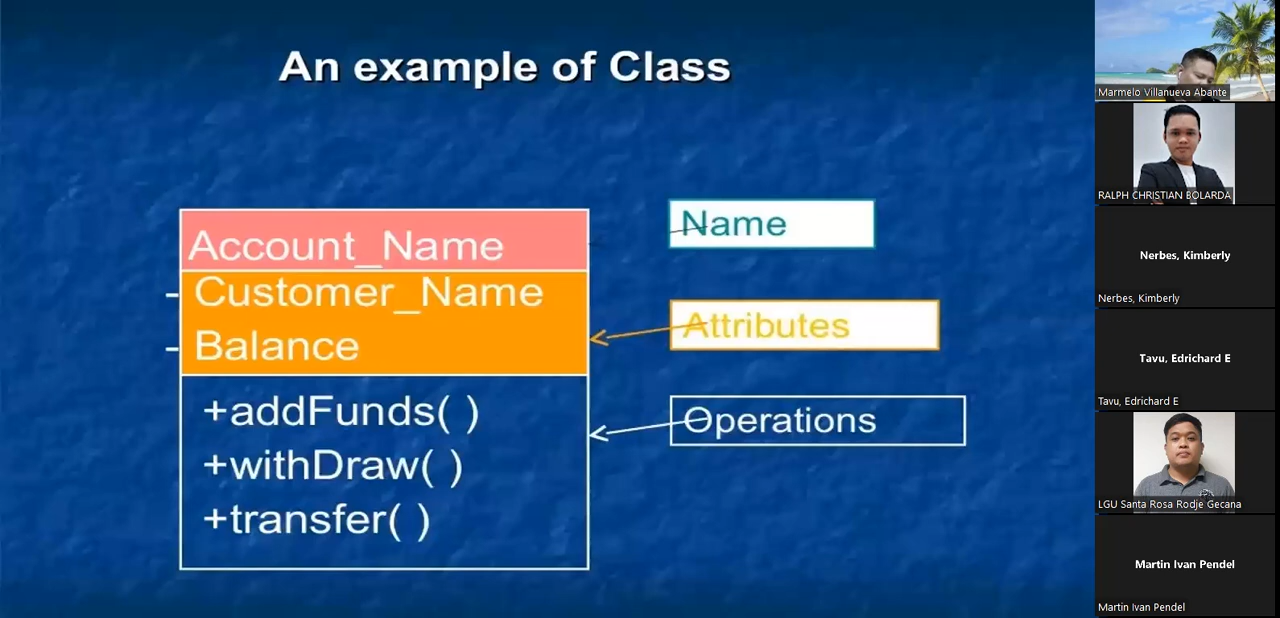 An example of Class
Account_Name
- Customer_Name
- Balance
+addFunds( )
+withDraw( )
+transfer( )
Name
Attributes
Operations
Marmelo Villanueva Abante
RALPH CHRISTIAN BOLARDA
Nerbes, Kimberly
Nerbes, Kimberly
Tavu, Edrichard E
Tavu, Edrichard E
LGU Santa Rosa Rodje Gecana
Martin Ivan Pendel
Martin Ivan Pendel